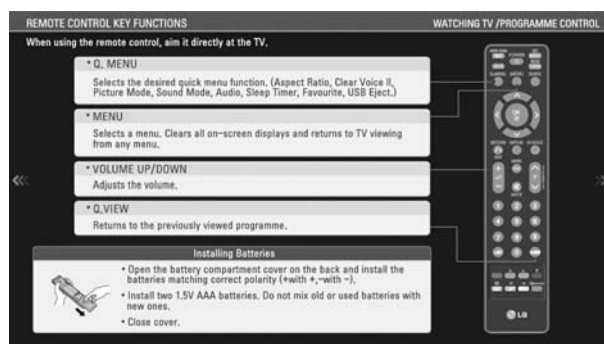 REMOTE CONTROL KEY FUNCTIONS
WATCHING TV /PROGRAMME CONTROL
When using the remote control, aim it directly at the TV.
• Q. MENU
Selects the desired quick menu function. (Aspect Ratio, Clear Voice II,
Picture Mode, Sound Mode, Audio, Sleep Timer, Favourite, USB Eject.)
• MENU
Selects a menu. Clears all on-screen displays and returns to TV viewing
from any menu.
• VOLUME UP/DOWN
Adjusts the volume.
• Q.VIEW
Returns to the previously viewed programme.
Installing Batteries
• Open the battery compartment cover on the back and install the
batteries matching correct polarity (+with +,-with -).
• Install two 1.5V AAA batteries. Do not mix old or used batteries with
new ones.
• Close cover.
LG